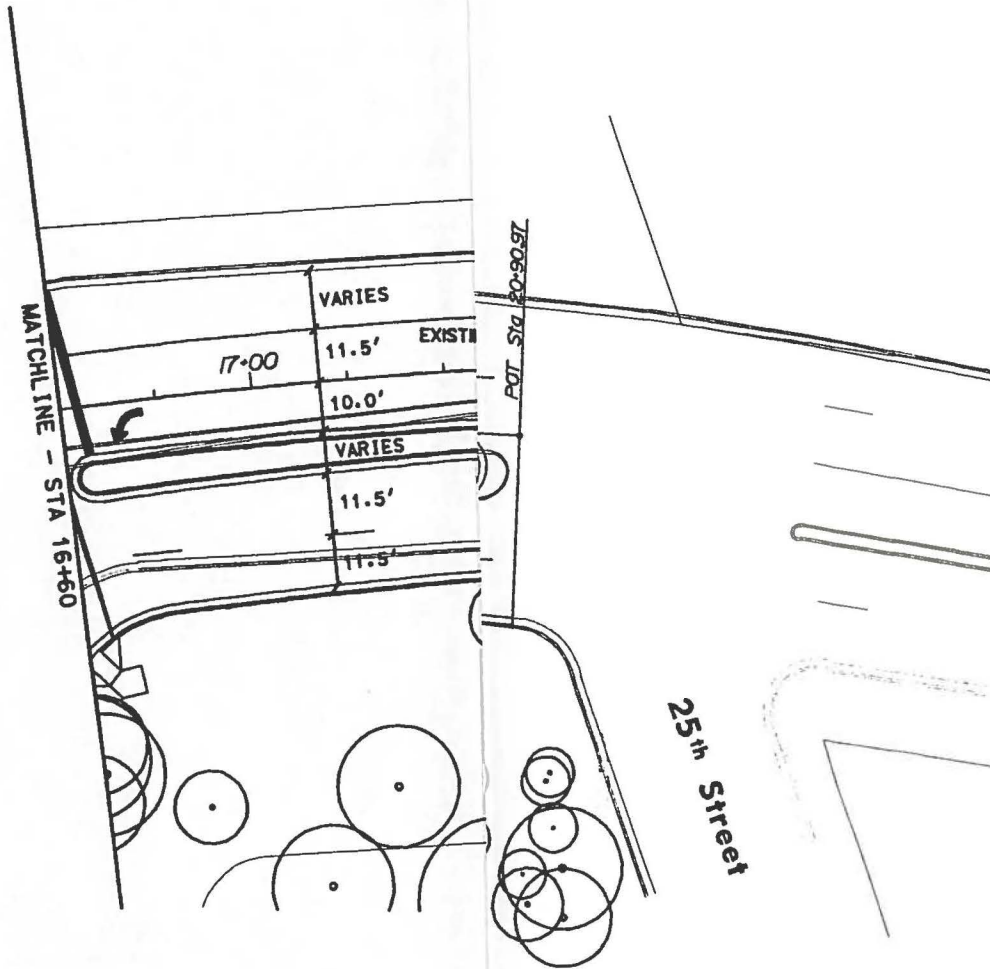 MATCHLINE - STA 16+60
VARIES
11.5'
EXISTI
17+00
10.0'
VARIES
11.5'
11.5'
POT Sta 20+90.97
25th Street